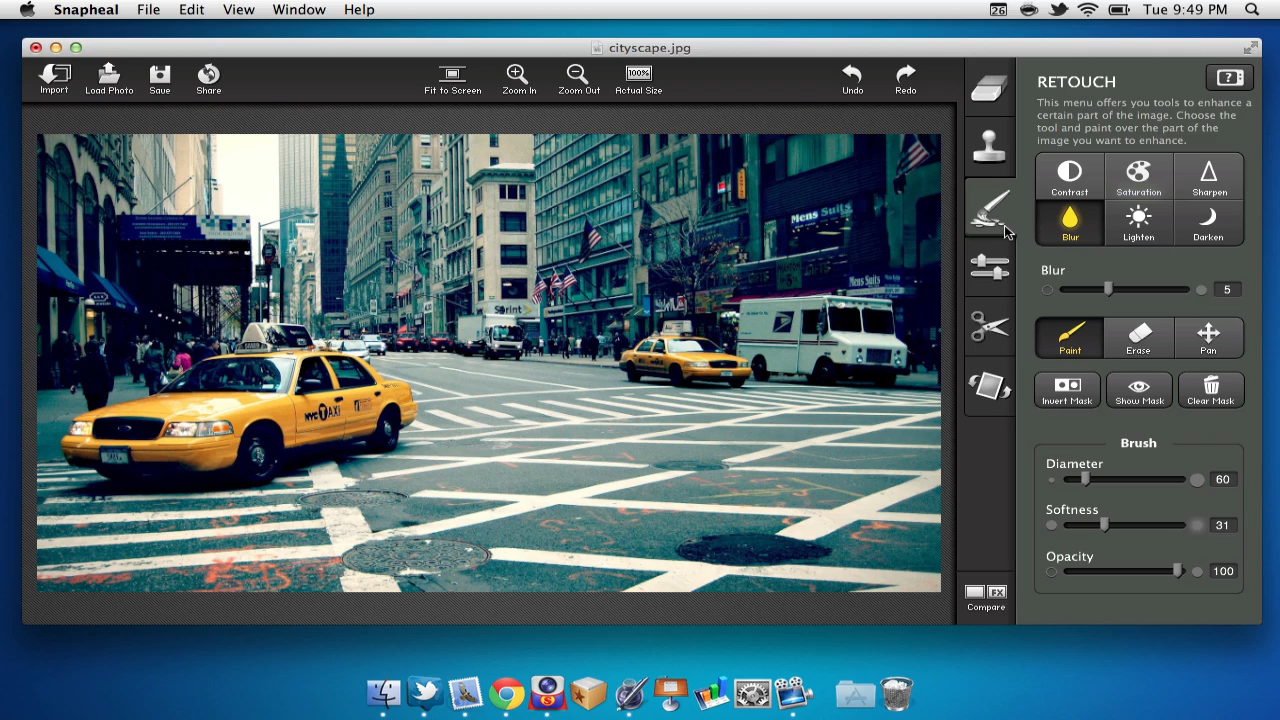 Snapheal File Edit View Window Help
26 Tue 9:49 PM
cityscape.jpg
Import Load Photo Save Share
Fit to Screen Zoom In Zoom Out 100% Actual Size
Undo Redo
RETOUCH
?
This menu offers you tools to enhance a
certain part of the image. Choose the
tool and paint over the part of the
image you want to enhance.
Contrast Saturation Sharpen
Blur Lighten Darken
Blur
5
Paint Erase Pan
Invert Mask Show Mask Clear Mask
Brush
Diameter
60
Softness
31
Opacity
100
FX
Compare
Mens Suits
Mens Suits
Sprint
NYC TAXI